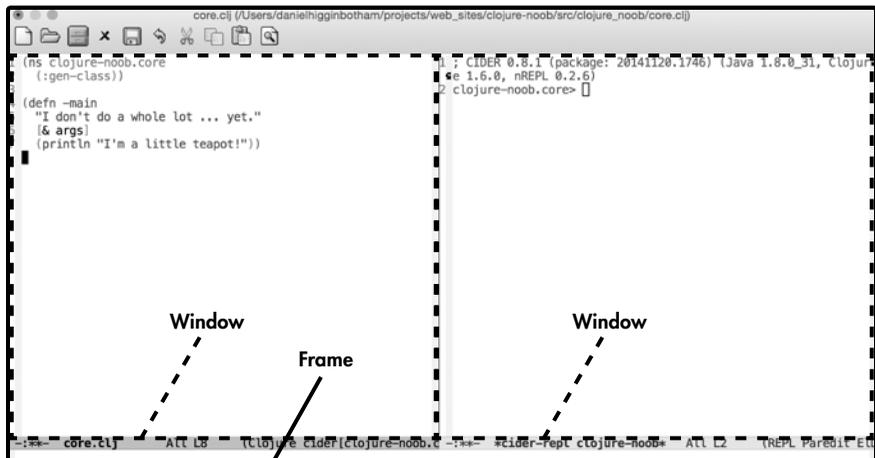 core.clj (/Users/danielhigginbotham/projects/web_sites/clojure-noob/src/clojure_noob/core.clj)
(ns clojure-noob.core
(:gen-class))
(defn -main
"I don't do a whole lot ... yet."
[& args]
(println "I'm a little teapot!"))
1 ; CIDER 0.8.1 (package: 20141120.1746) (Java 1.8.0_31, Clojur
e 1.6.0, nREPL 0.2.6)
2 clojure-noob.core>
Window
Window
Frame
-:**- core.clj All L8 (Clojure cider[clojure-noob.c
-:**- *cider-repl clojure-noob* All L2 (REPL Paredit El